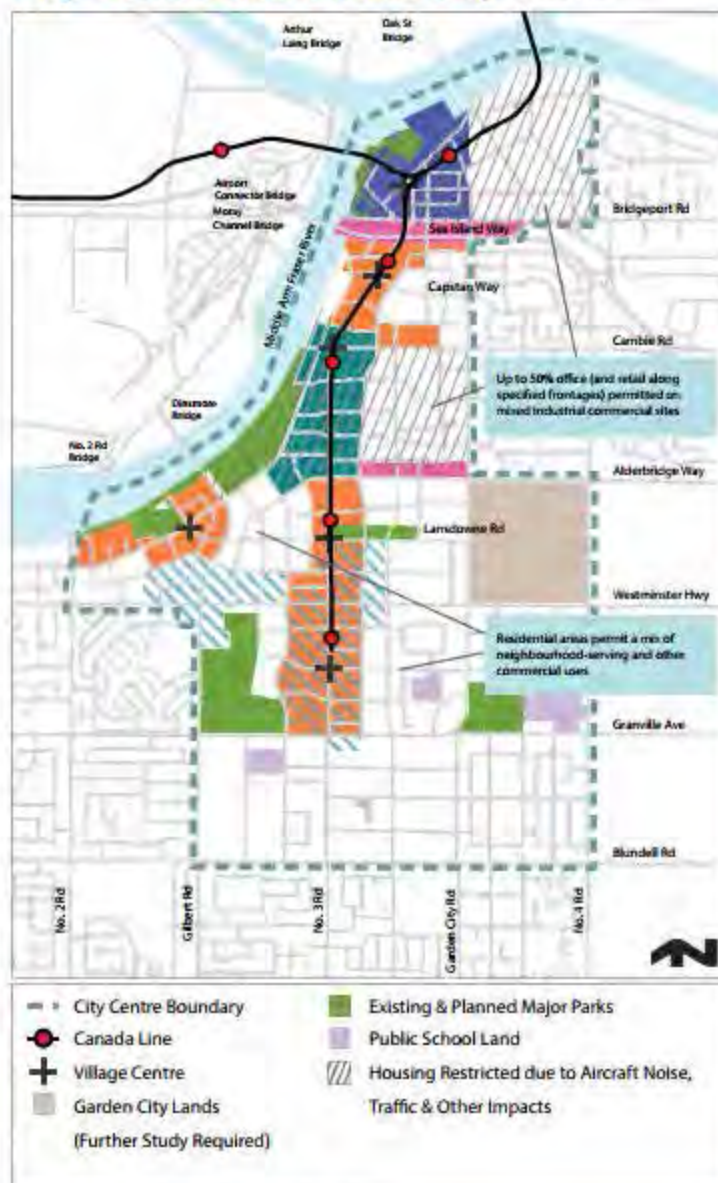 Arthur
Laing Bridge
Oak St
Bridge
Airport
Connector Bridge
Moray
Channel Bridge
Middle Arm Fraser River
Bridgeport Rd
Sea Island Way
Capstan Way
Cambie Rd
Up to 50% office (and retail along
specified frontages) permitted on
mixed industrial commercial sites
Dinsmore
Bridge
No. 2 Rd
Bridge
Alderbridge Way
Lansdowne Rd
Westminster Hwy
Residential areas permit a mix of
neighbourhood-serving and other
commercial uses
Granville Ave
Blundell Rd
No. 2 Rd
Gilbert Rd
No. 3 Rd
Garden City Rd
No. 4 Rd
N
City Centre Boundary
Canada Line
Village Centre
Garden City Lands
(Further Study Required)
Existing & Planned Major Parks
Public School Land
Housing Restricted due to Aircraft Noise,
Traffic & Other Impacts